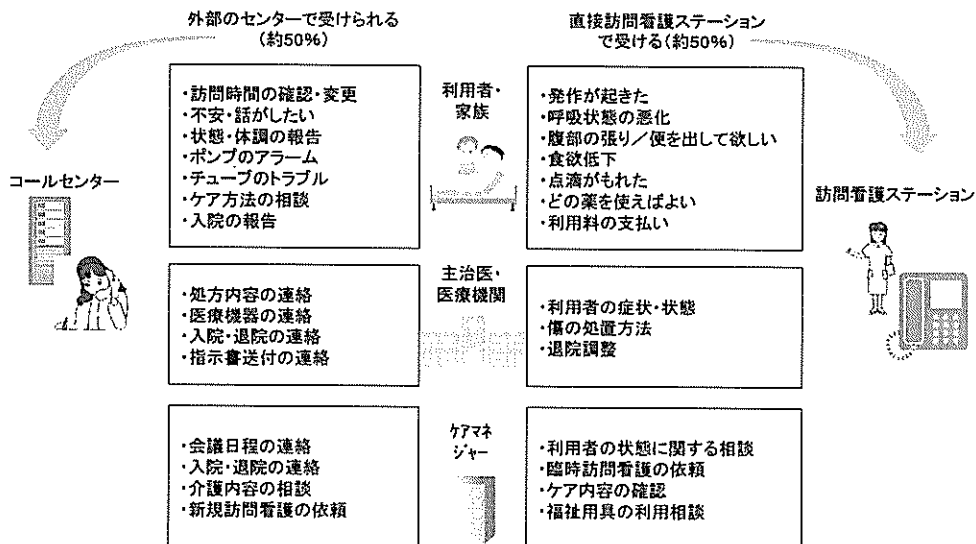 外部のセンターで受けられる
(約50%)
直接訪問看護ステーション
で受ける(約50%)
コールセンター
・訪問時間の確認・変更
・不安・話がしたい
・状態・体調の報告
・ポンプのアラーム
・チューブのトラブル
・ケア方法の相談
・入院の報告
利用者・
家族
・発作が起きた
・呼吸状態の悪化
・腹部の張り/便を出して欲しい
・食欲低下
・点滴がもれた
・どの薬を使えばよい
・利用料の支払い
訪問看護ステーション
・処方内容の連絡
・医療機器の連絡
・入院・退院の連絡
・指示書送付の連絡
主治医・
医療機関
・利用者の症状・状態
・傷の処置方法
・退院調整
・会議日程の連絡
・入院・退院の連絡
・介護内容の相談
・新規訪問看護の依頼
ケアマネ
ジャー
・利用者の状態に関する相談
・臨時訪問看護の依頼
・ケア内容の確認
・福祉用具の利用相談